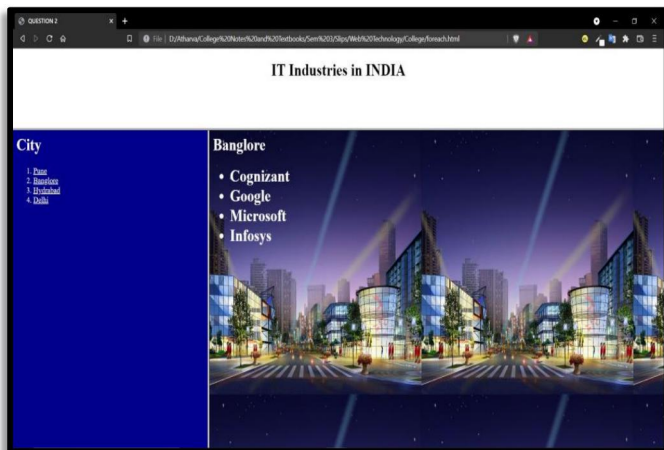 QUESTION 2
File | D:/Atharva/College%20Notes%20and%20Textbooks/Sem%203/Slips/Web%20Technology/College/foreach.html
IT Industries in INDIA
City
1. Pune
2. Banglore
3. Hydrabad
4. Delhi
Banglore
• Cognizant
• Google
• Microsoft
• Infosys